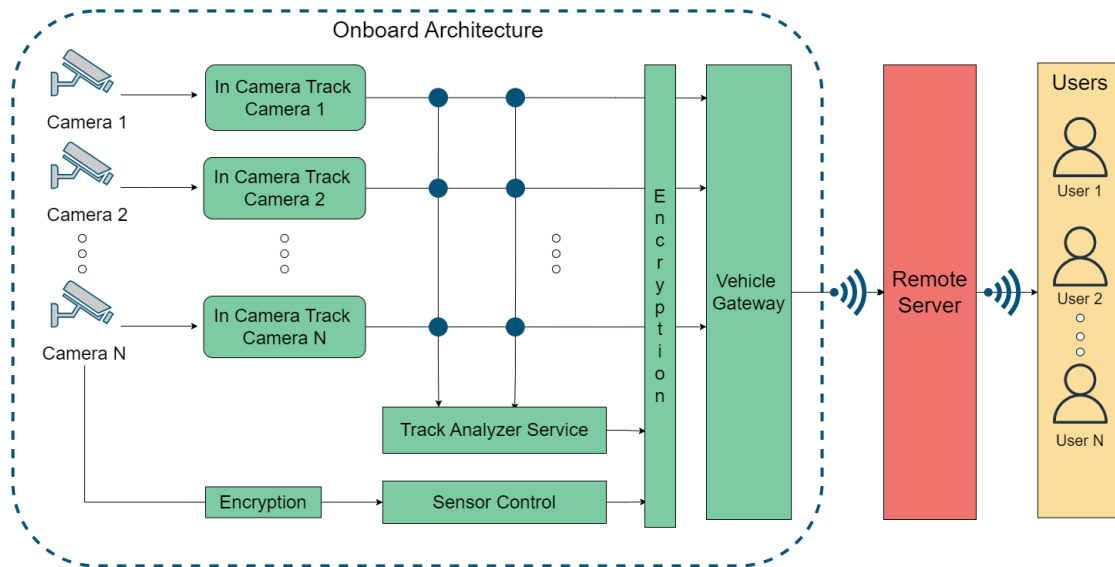 Onboard Architecture
Camera 1
In Camera Track
Camera 1
Camera 2
In Camera Track
Camera 2
Camera N
In Camera Track
Camera N
Track Analyzer Service
Encryption
Sensor Control
Encryption
Vehicle
Gateway
Remote
Server
Users
User 1
User 2
User N